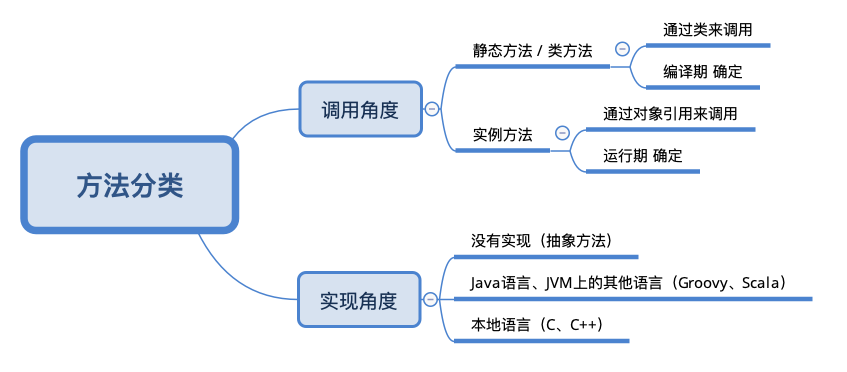 方法分类
调用角度
静态方法 / 类方法
通过类来调用
编译期 确定
实例方法
通过对象引用来调用
运行期 确定
实现角度
没有实现（抽象方法）
Java语言、JVM上的其他语言（Groovy、Scala）
本地语言（C、C++）